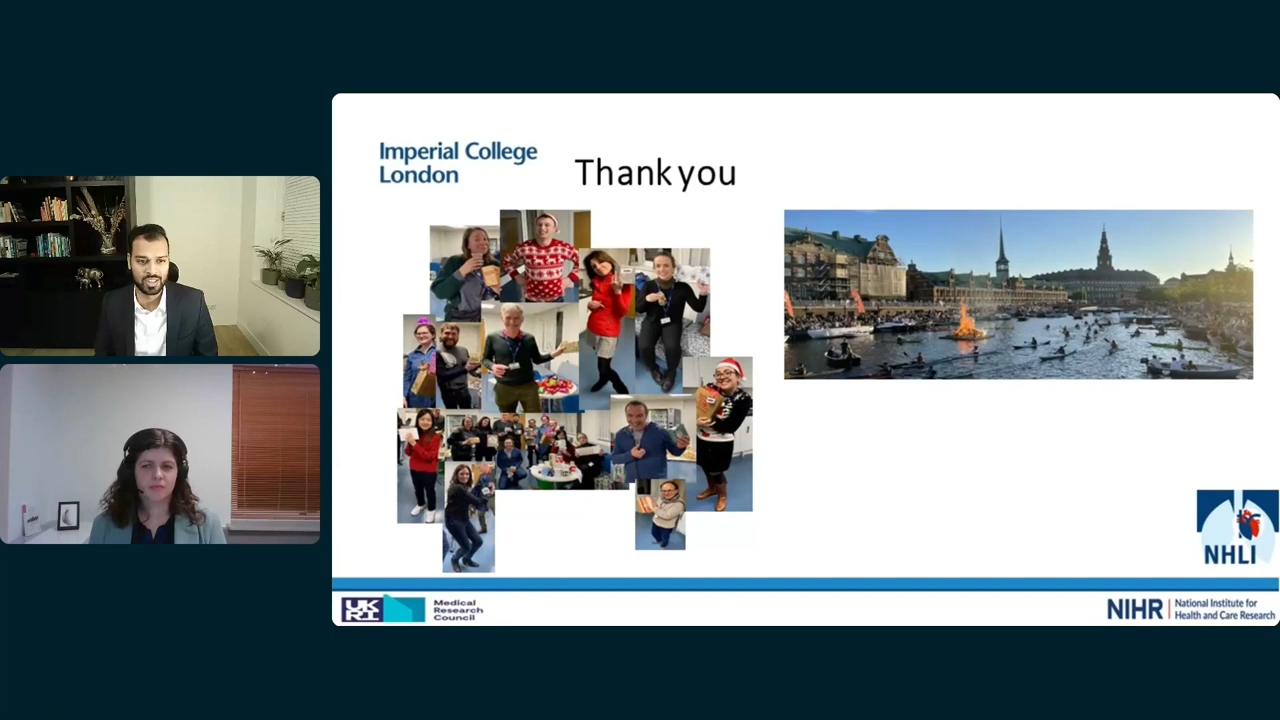 Imperial College
London
Thank you
NHLI
UKRI
Medical
Research
Council
NIHR
National Institute for
Health and Care Research